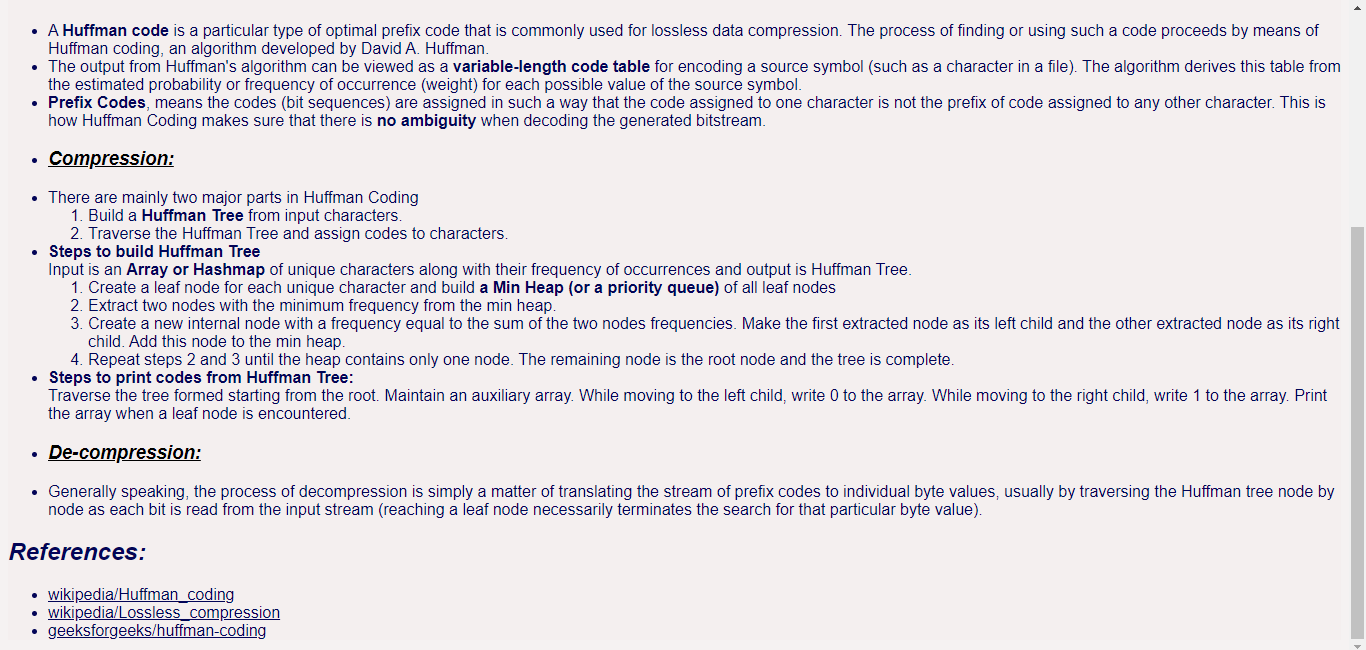 A Huffman code is a particular type of optimal prefix code that is commonly used for lossless data compression. The process of finding or using such a code proceeds by means of
Huffman coding, an algorithm developed by David A. Huffman.
The output from Huffman's algorithm can be viewed as a variable-length code table for encoding a source symbol (such as a character in a file). The algorithm derives this table from
the estimated probability or frequency of occurrence (weight) for each possible value of the source symbol.
Prefix Codes, means the codes (bit sequences) are assigned in such a way that the code assigned to one character is not the prefix of code assigned to any other character. This is
how Huffman Coding makes sure that there is no ambiguity when decoding the generated bitstream.
Compression:
There are mainly two major parts in Huffman Coding
1. Build a Huffman Tree from input characters.
2. Traverse the Huffman Tree and assign codes to characters.
Steps to build Huffman Tree
Input is an Array or Hashmap of unique characters along with their frequency of occurrences and output is Huffman Tree.
1. Create a leaf node for each unique character and build a Min Heap (or a priority queue) of all leaf nodes
2. Extract two nodes with the minimum frequency from the min heap.
3. Create a new internal node with a frequency equal to the sum of the two nodes frequencies. Make the first extracted node as its left child and the other extracted node as its right
child. Add this node to the min heap.
4. Repeat steps 2 and 3 until the heap contains only one node. The remaining node is the root node and the tree is complete.
Steps to print codes from Huffman Tree:
Traverse the tree formed starting from the root. Maintain an auxiliary array. While moving to the left child, write 0 to the array. While moving to the right child, write 1 to the array. Print
the array when a leaf node is encountered.
De-compression:
Generally speaking, the process of decompression is simply a matter of translating the stream of prefix codes to individual byte values, usually by traversing the Huffman tree node by
node as each bit is read from the input stream (reaching a leaf node necessarily terminates the search for that particular byte value).
References:
wikipedia/Huffman_coding
wikipedia/Lossless_compression
geeksforgeeks/huffman-coding